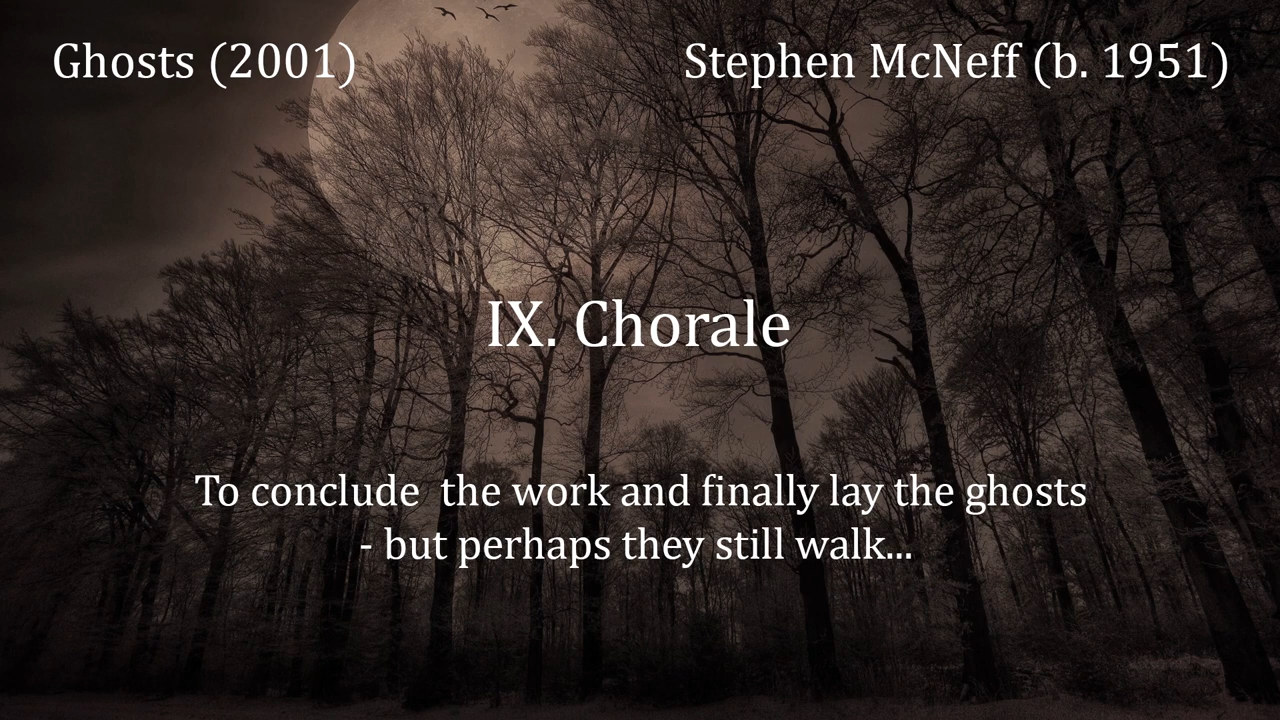 Ghosts (2001)
Stephen McNeff (b. 1951)
IX. Chorale
To conclude  the work and finally lay the ghosts
- but perhaps they still walk...